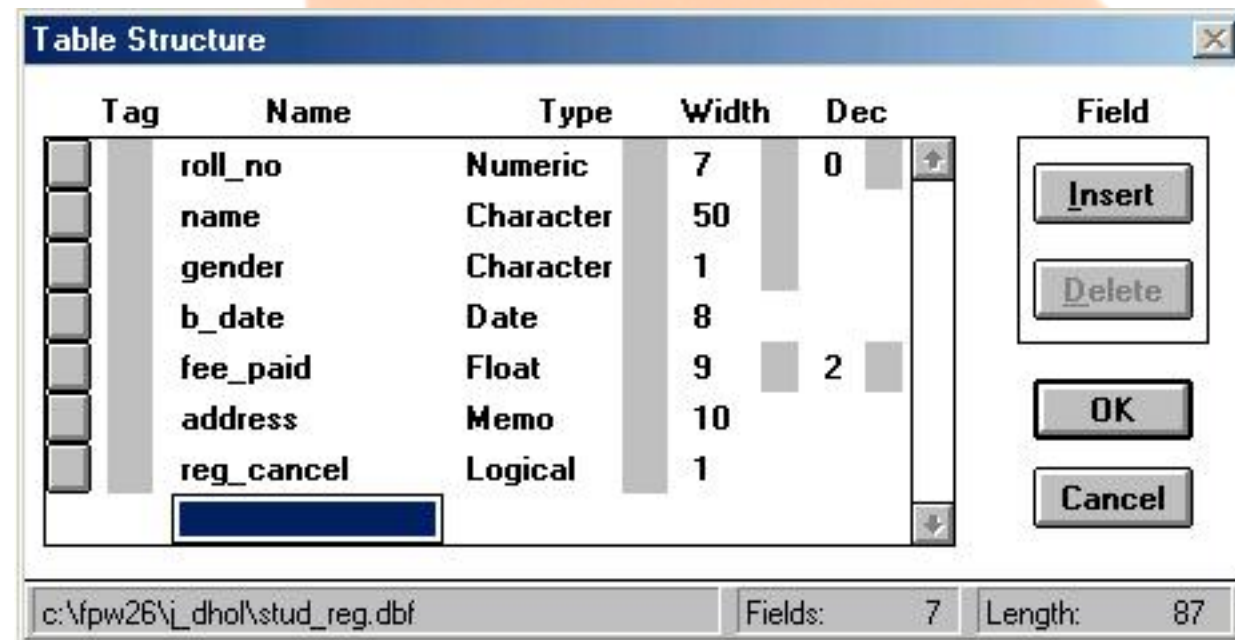 Table Structure
Tag Name Type Width Dec Field
roll_no Numeric 7 0
Insert
name Character 50
gender Character 1
Delete
b_date Date 8
fee_paid Float 9 2
address Memo 10
OK
reg_cancel Logical 1
Cancel
c:\fpw26\j_dhol\stud_reg.dbf Fields: 7 Length: 87